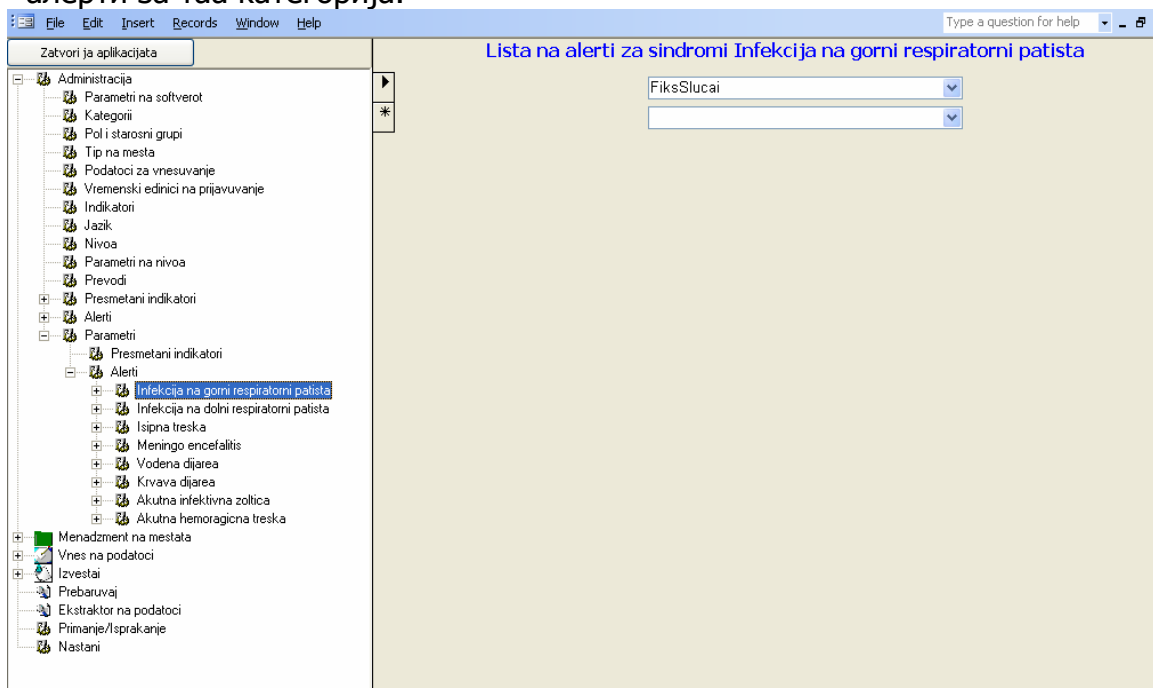 алерти за таа категорија.
File Edit Insert Records Window Help
Type a question for help
Zatvori ja aplikacijata
Lista na alerti za sindromi Infekcija na gorni respiratorni patista
FiksSlucai
Administracija
Parametri na softverot
Kategorii
Pol i starosni grupi
Tip na mesta
Podatoci za vnesuvanje
Vremenski edinici na prijavuvanje
Indikatori
Jazik
Nivoa
Parametri na nivoa
Prevodi
Presmetani indikatori
Alerti
Parametri
Presmetani indikatori
Alerti
Infekcija na gorni respiratorni patista
Infekcija na dolni respiratorni patista
Isipna treska
Meningo encefalitis
Vodena dijarea
Krvava dijarea
Akutna infektivna zoltica
Akutna hemoragicna treska
Menadzment na mestata
Vnes na podatoci
Izvestai
Prebaruvaj
Ekstraktor na podatoci
Primanje/Isprakanje
Nastani